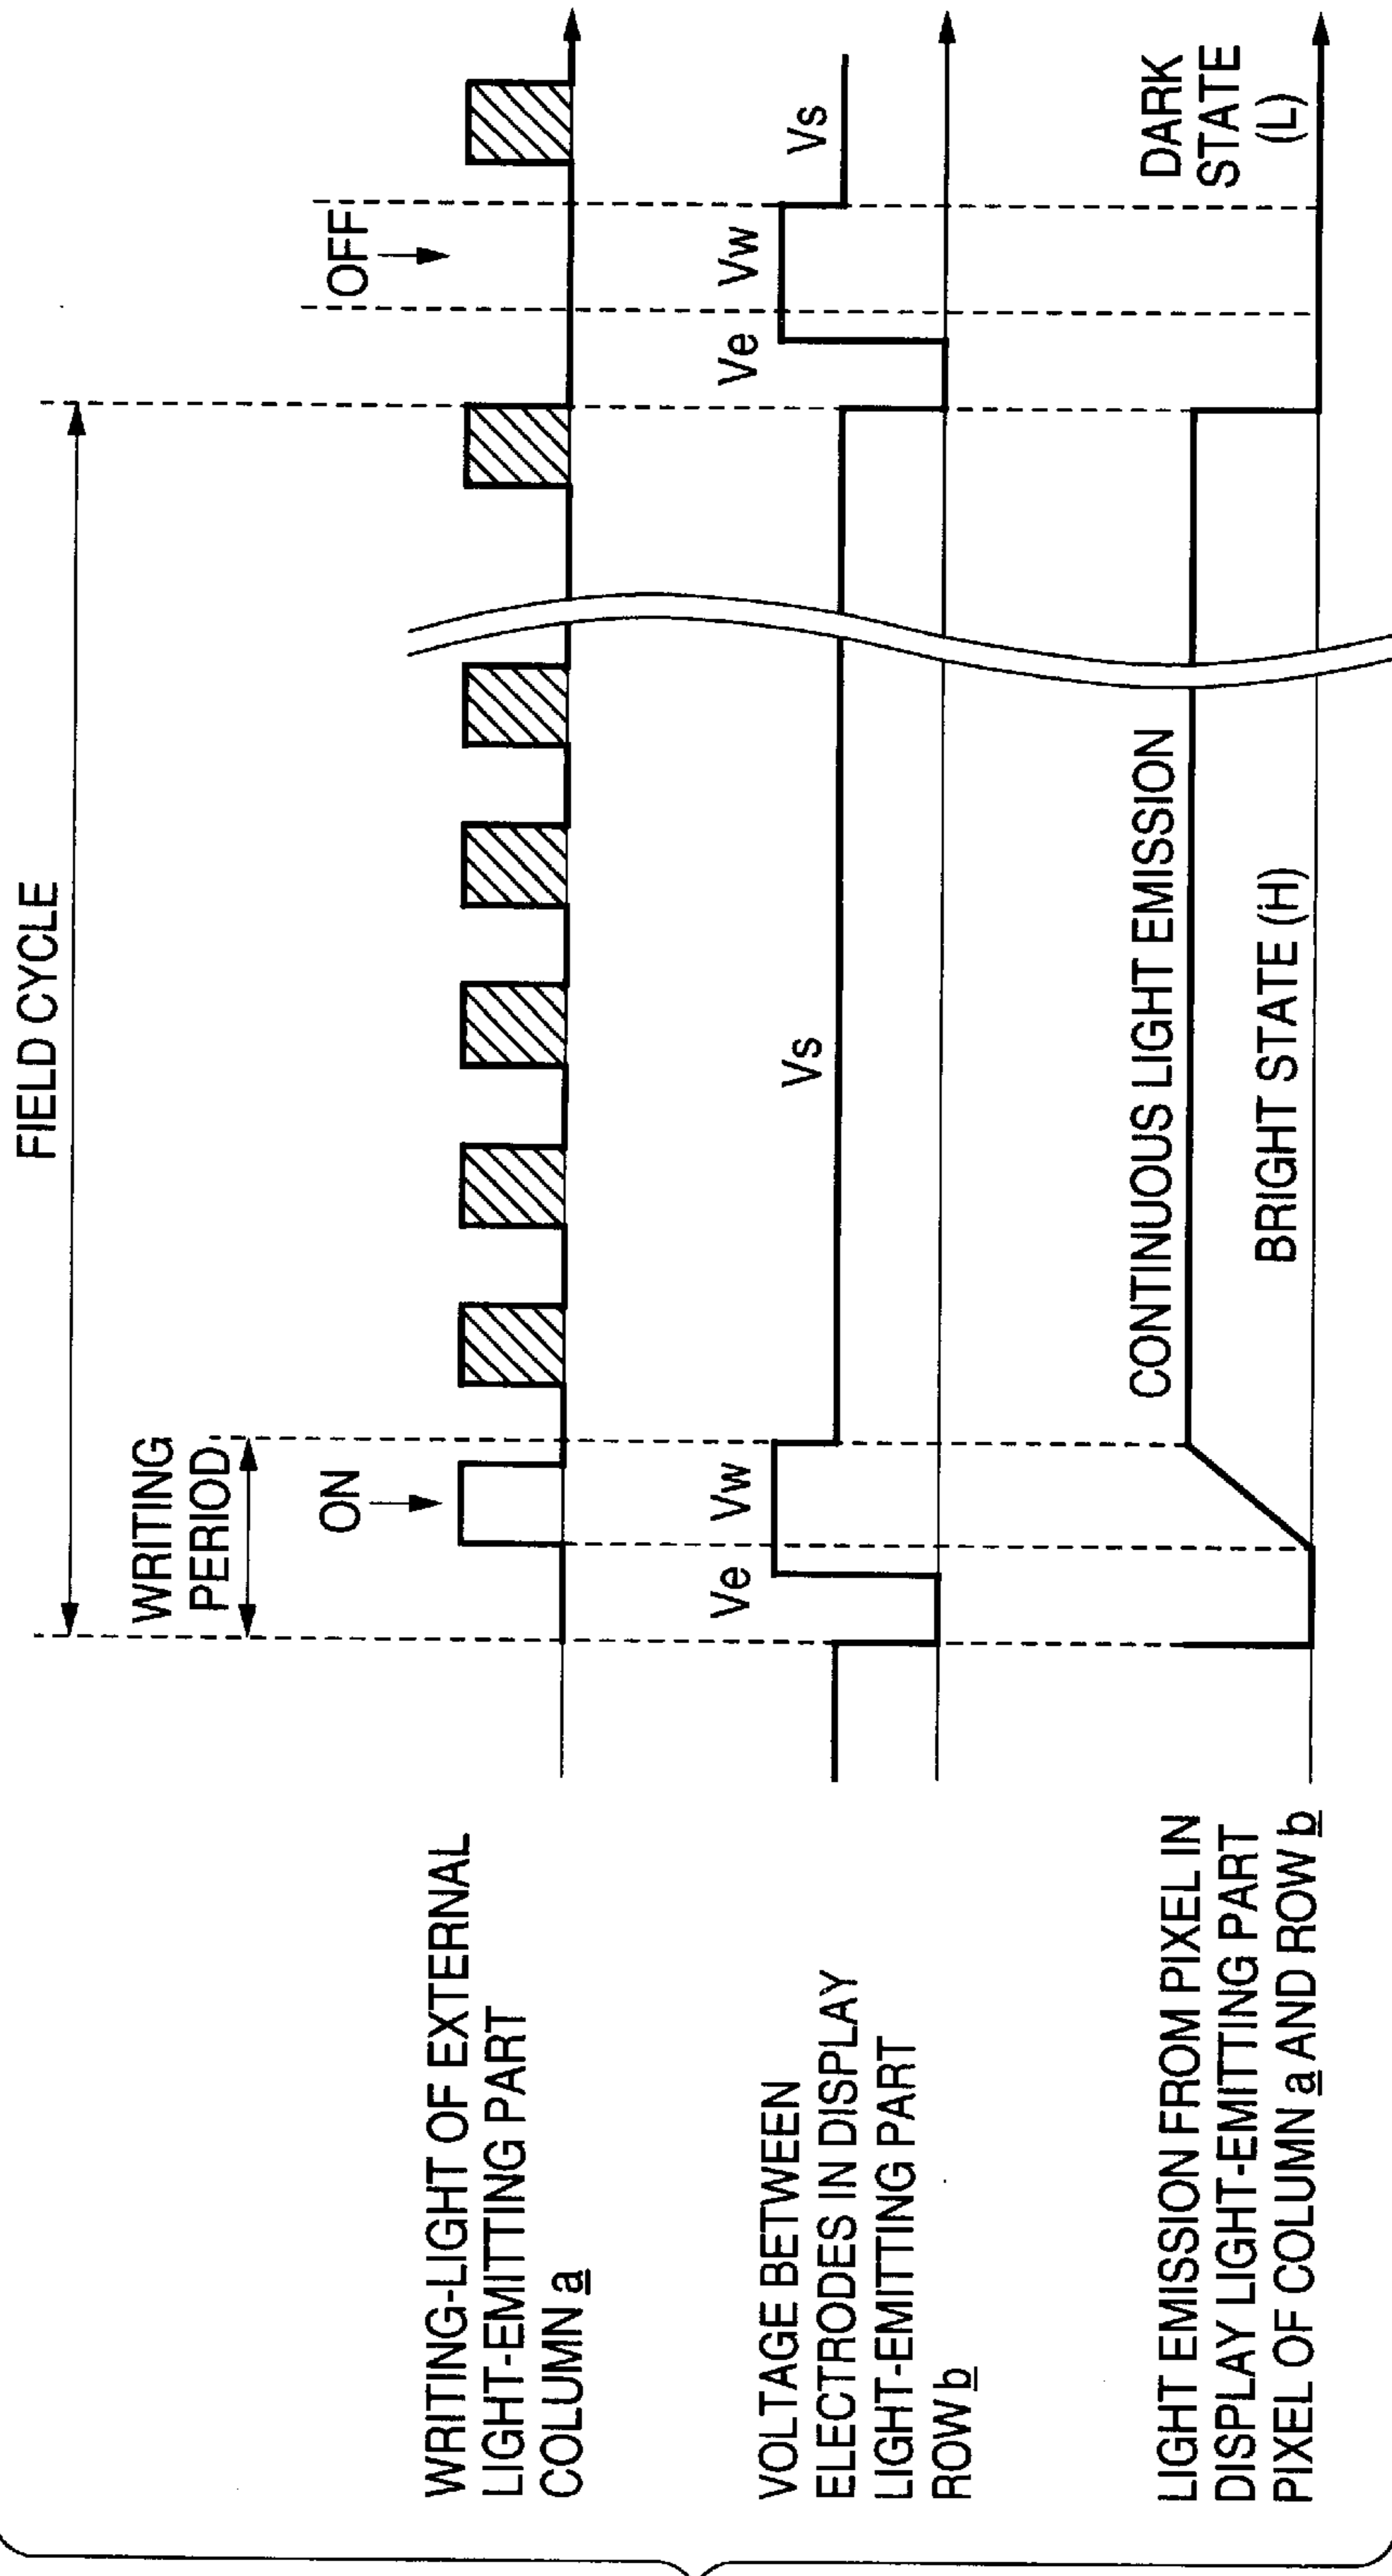 FIELD CYCLE
WRITING
PERIOD
ON
OFF
WRITING-LIGHT OF EXTERNAL
LIGHT-EMITTING PART
COLUMN a
Ve
Vw
Vs
Ve
Vw
Vs
VOLTAGE BETWEEN
ELECTRODES IN DISPLAY
LIGHT-EMITTING PART
ROW b
CONTINUOUS LIGHT EMISSION
BRIGHT STATE (H)
DARK
STATE
(L)
LIGHT EMISSION FROM PIXEL IN
DISPLAY LIGHT-EMITTING PART
PIXEL OF COLUMN a AND ROW b